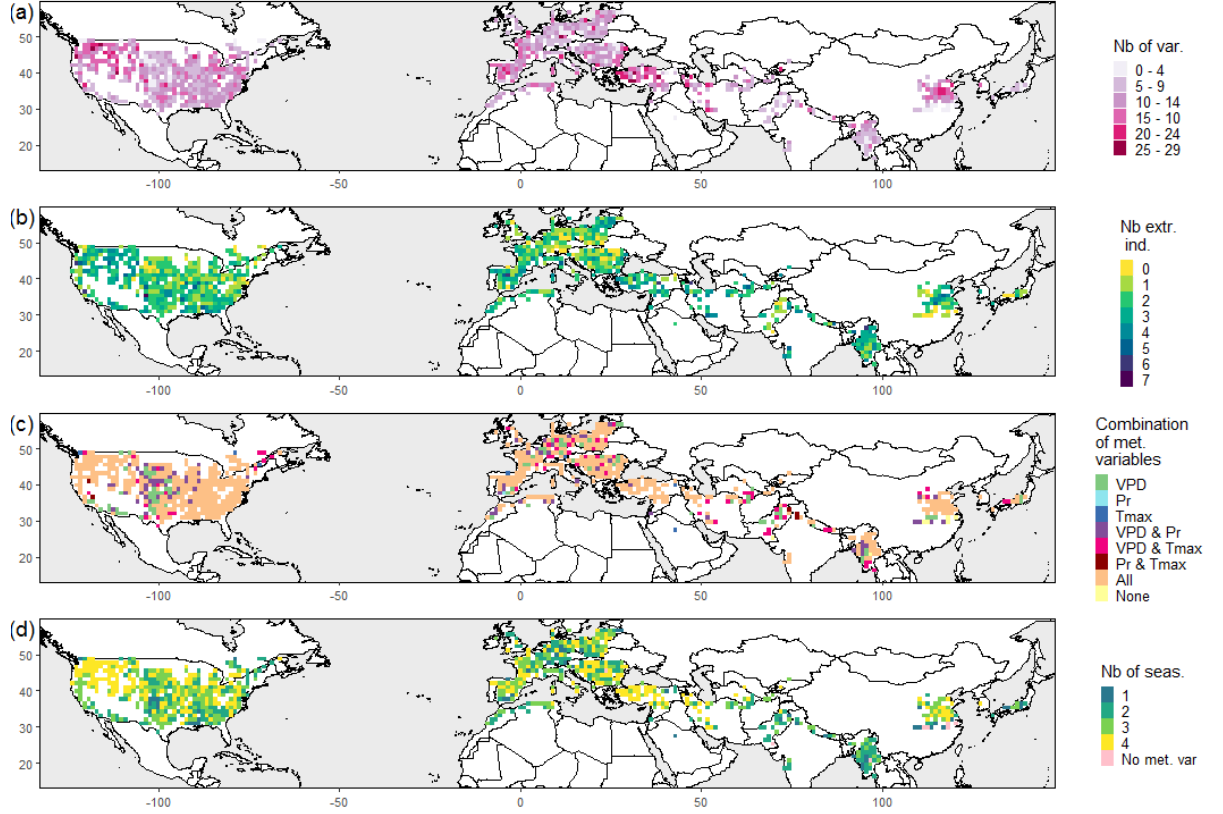 (a)
50
40
30
20
-100
-50
0
50
100
Nb of var.
0 - 4
5 - 9
10 - 14
15 - 10
20 - 24
25 - 29
(b)
50
40
30
20
-100
-50
0
50
100
Nb extr.
ind.
0
1
2
3
4
5
6
7
(c)
50
40
30
20
-100
-50
0
50
100
Combination
of met.
variables
VPD
Pr
Tmax
VPD & Pr
VPD & Tmax
Pr & Tmax
All
None
(d)
50
40
30
20
-100
-50
0
50
100
Nb of seas.
1
2
3
4
No met. var